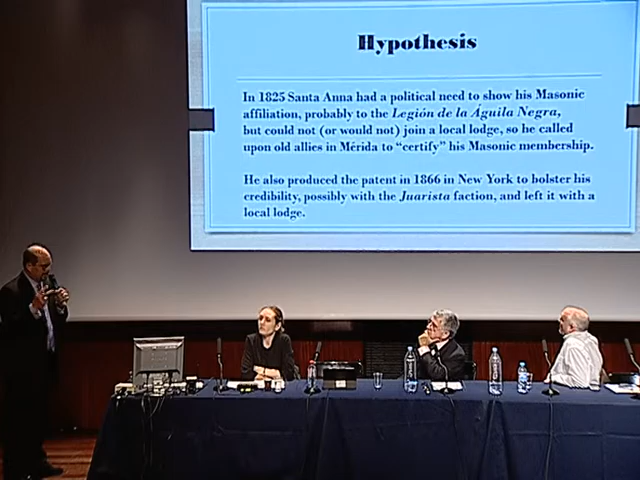 Hypothesis
In 1825 Santa Anna had a political need to show his Masonic
affiliation, probably to the Legión de la Águila Negra,
but could not (or would not) join a local lodge, so he called
upon old allies in Mérida to “certify” his Masonic membership.
He also produced the patent in 1866 in New York to bolster his
credibility, possibly with the Juarista faction, and left it with a
local lodge.